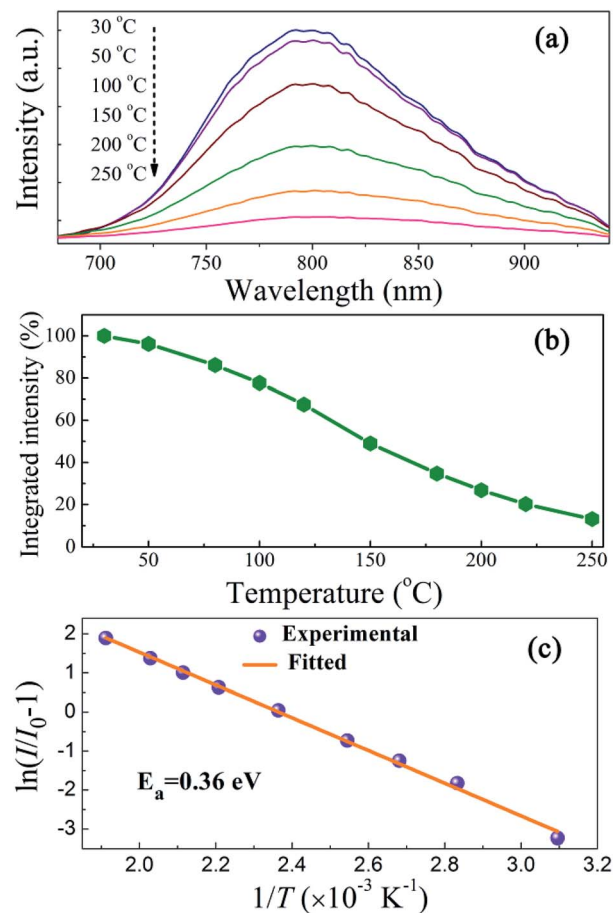 (a)
30 °C
50 °C
100 °C
150 °C
200 °C
250 °C
Intensity (a.u.)
700 750 800 850 900
Wavelength (nm)
(b)
Integrated intensity (%)
100
80
60
40
20
0
50 100 150 200 250
Temperature (°C)
(c)
Experimental
Fitted
ln(I/I₀-1)
2
1
0
-1
-2
-3
Eₐ=0.36 eV
2.0 2.2 2.4 2.6 2.8 3.0 3.2
1/T (×10⁻³ K⁻¹)